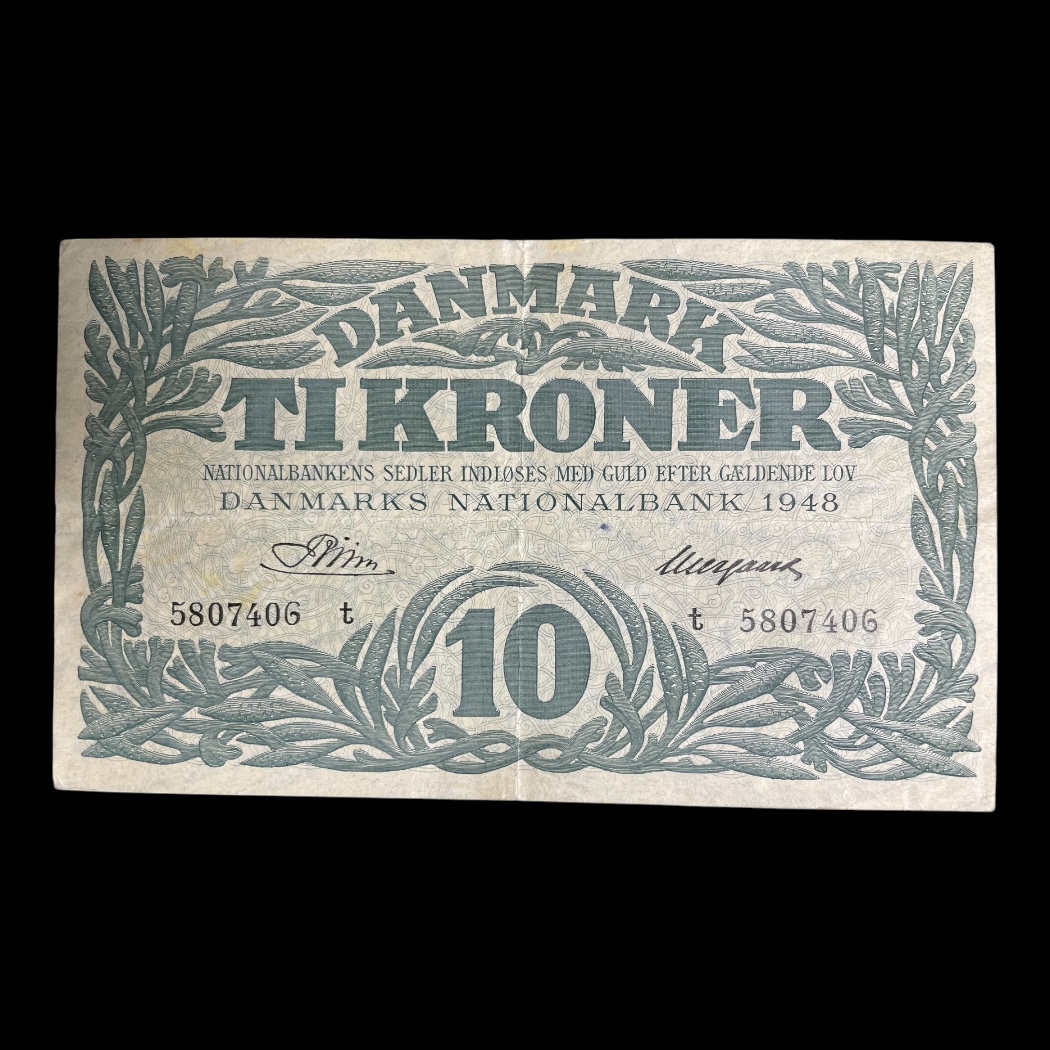 DANMARK
TI KRONER
NATIONALBANKENS SEDLER INDLØSES MED GULD EFTER GÆLDENDE LOV
DANMARKS NATIONALBANK 1948
5807406 t t 5807406
10